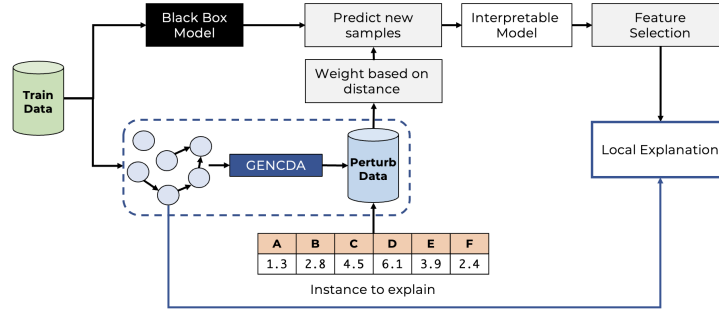 Black Box
Model
Predict new
samples
Interpretable
Model
Feature
Selection
Weight based on
distance
Train
Data
GENCDA
Perturb
Data
Local Explanation
A B C D E F
1.3 2.8 4.5 6.1 3.9 2.4
Instance to explain